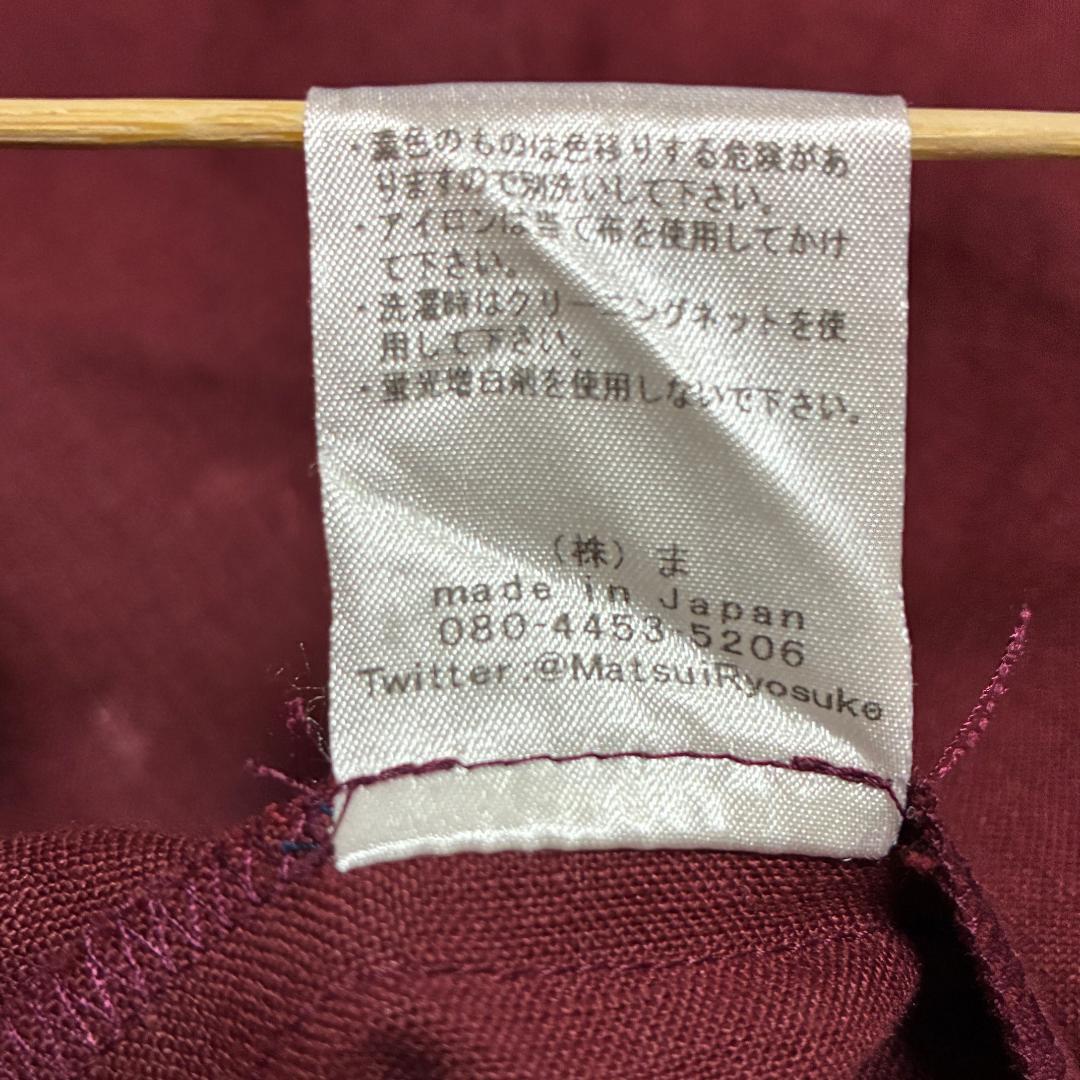 ・素色のものは色移りする危険があ
りますので別洗いして下さい。
・アイロンは当て布を使用してかけ
て下さい。
・洗濯時はクリーニングネットを使
用して下さい。
・蛍光増白剤を使用しないで下さい。
（株）ま
made in Japan
080-4453-5206
Twitter:@MatsuiRyosuke